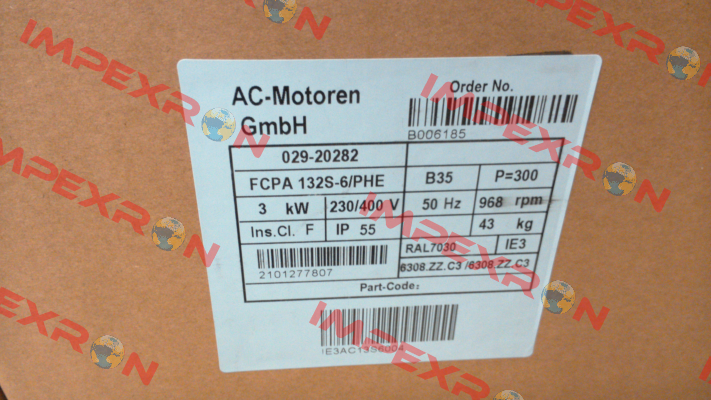 AC-Motoren
GmbH
Order No.
B006185
029-20282
FCPA 132S-6/PHE B35 P=300
3 kW 230/400 V 50 Hz 968 rpm
Ins.Cl. F IP 55 43 kg
RAL7030 IE3
2101277807
6308.ZZ.C3 /6308.ZZ.C3
Part-Code:
IE3AC13S6004
IMPEXRON
IMPEXRON
IMPEXRON
IMPEXRON
IMPEXRON
IMPEXRON